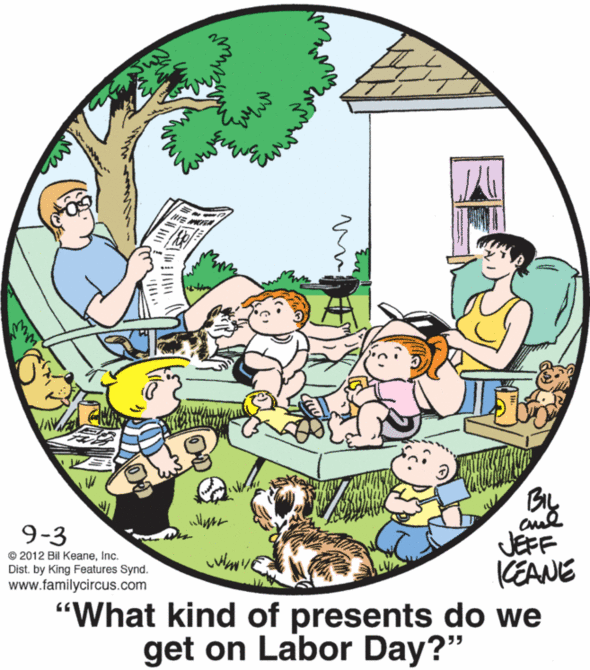 9-3
© 2012 Bil Keane, Inc.
Dist. by King Features Synd.
www.familycircus.com
BIL
and
JEFF
KEANE
“What kind of presents do we
get on Labor Day?”